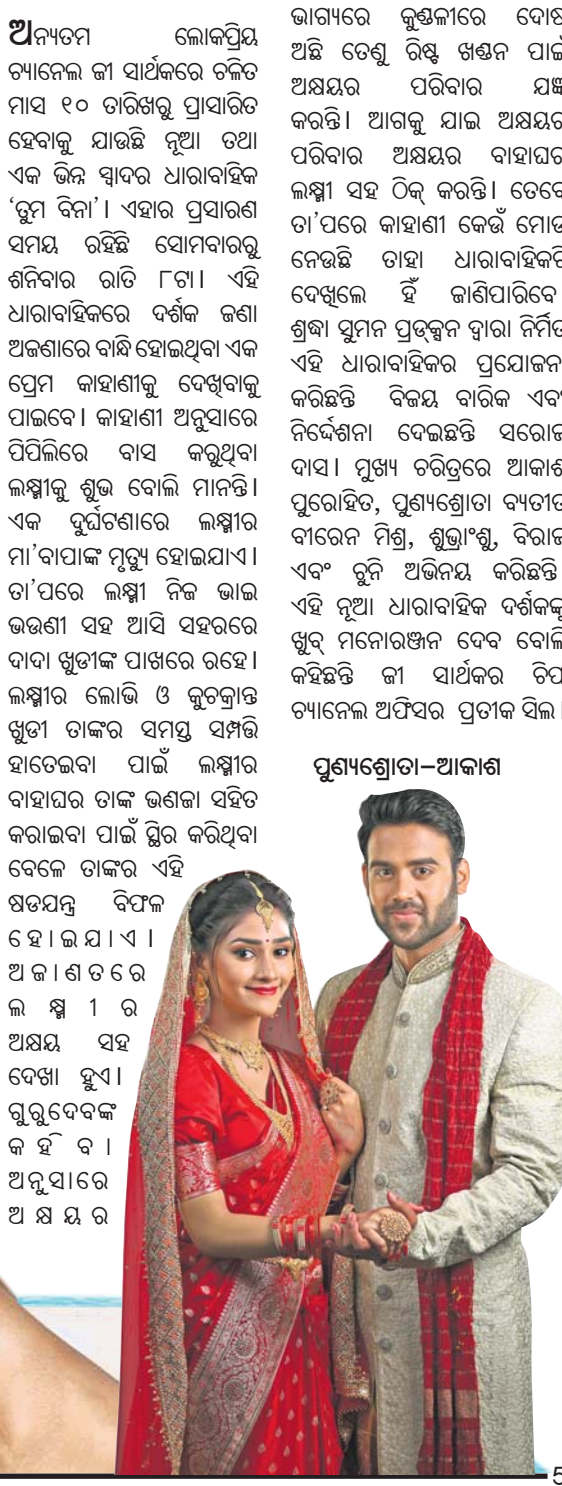 ଅନ୍ୟତମ ଲୋକପ୍ରିୟ
ଚ୍ୟାନେଲ ଜୀ ସାର୍ଥକରେ ଚଳିତ
ମାସ ୧୦ ତାରିଖରୁ ପ୍ରସାରିତ
ହେବାକୁ ଯାଉଛି ନୂଆ ତଥା
ଏକ ଭିନ୍ନ ସ୍ୱାଦର ଧାରାବାହିକ
‘ତୁମ ବିନା’। ଏହାର ପ୍ରସାରଣ
ସମୟ ରହିଛି ସୋମବାରରୁ
ଶନିବାର ରାତି ୮ଟା। ଏହି
ଧାରାବାହିକରେ ଦର୍ଶକ ଜଣା
ଅଜଣାରେ ବାନ୍ଧି ହୋଇଥିବା ଏକ
ପ୍ରେମ କାହାଣୀକୁ ଦେଖିବାକୁ
ପାଇବେ। କାହାଣୀ ଅନୁସାରେ
ପିପିଲିରେ ବାସ କରୁଥିବା
ଲକ୍ଷ୍ମୀକୁ ଶୁଭ ବୋଲି ମାନନ୍ତି।
ଏକ ଦୁର୍ଘଟଣାରେ ଲକ୍ଷ୍ମୀର
ମା’ବାପାଙ୍କ ମୃତ୍ୟୁ ହୋଇଯାଏ।
ତା’ପରେ ଲକ୍ଷ୍ମୀ ନିଜ ଭାଇ
ଭଉଣୀ ସହ ଆସି ସହରରେ
ଦାଦା ଖୁଡୀଙ୍କ ପାଖରେ ରହେ।
ଲକ୍ଷ୍ମୀର ଲୋଭି ଓ କୁଚକ୍ରାନ୍ତ
ଖୁଡୀ ତାଙ୍କର ସମସ୍ତ ସମ୍ପତ୍ତି
ହାତେଇବା ପାଇଁ ଲକ୍ଷ୍ମୀର
ବାହାଘର ତାଙ୍କ ଭଣଜା ସହିତ
କରାଇବା ପାଇଁ ସ୍ଥିର କରିଥିବା
ବେଳେ ତାଙ୍କର ଏହି
ଷଡଯନ୍ତ୍ର ବିଫଳ
ହୋଇଯାଏ।
ଅଜାଣତରେ
ଲକ୍ଷ୍ମୀର
ଅକ୍ଷୟ ସହ
ଦେଖା ହୁଏ।
ଗୁରୁଦେବଙ୍କ
କହିବା
ଅନୁସାରେ
ଅକ୍ଷୟର
ଭାଗ୍ୟରେ କୁଣ୍ଡଳୀରେ ଦୋଷ
ଅଛି ତେଣୁ ରିଷ୍ଟ ଖଣ୍ଡନ ପାଇଁ
ଅକ୍ଷୟର ପରିବାର ଯଜ୍ଞ
କରନ୍ତି। ଆଗକୁ ଯାଇ ଅକ୍ଷୟର
ପରିବାର ଅକ୍ଷୟର ବାହାଘର
ଲକ୍ଷ୍ମୀ ସହ ଠିକ୍ କରନ୍ତି। ତେବେ
ତା’ପରେ କାହାଣୀ କେଉଁ ମୋଡ
ନେଉଛି ତାହା ଧାରାବାହିକଟି
ଦେଖିଲେ ହିଁ ଜାଣିପାରିବେ
ଶ୍ରଦ୍ଧା ସୁମନ ପ୍ରଡ୍କ୍ସନ ଦ୍ୱାରା ନିର୍ମିତ
ଏହି ଧାରାବାହିକର ପ୍ରଯୋଜନା
କରିଛନ୍ତି ବିଜୟ ବାରିକ ଏବଂ
ନିର୍ଦ୍ଦେଶନା ଦେଇଛନ୍ତି ସରୋଜ
ଦାସ। ମୁଖ୍ୟ ଚରିତ୍ରରେ ଆକାଶ
ପୁରୋହିତ, ପୁଣ୍ୟଶ୍ରୋତା ବ୍ୟତୀତ
ବୀରେନ ମିଶ୍ର, ଶୁଭ୍ରାଂଶୁ, ବିରାଜ
ଏବଂ ଚୁନି ଅଭିନୟ କରିଛନ୍ତି
ଏହି ନୂଆ ଧାରାବାହିକ ଦର୍ଶକଙ୍କୁ
ଖୁବ୍ ମନୋରଞ୍ଜନ ଦେବ ବୋଲି
କହିଛନ୍ତି ଜୀ ସାର୍ଥକର ଚିଫ
ଚ୍ୟାନେଲ ଅଫିସର ପ୍ରତୀକ ସିଲ।
ପୁଣ୍ୟଶ୍ରୋତା–ଆକାଶ
5